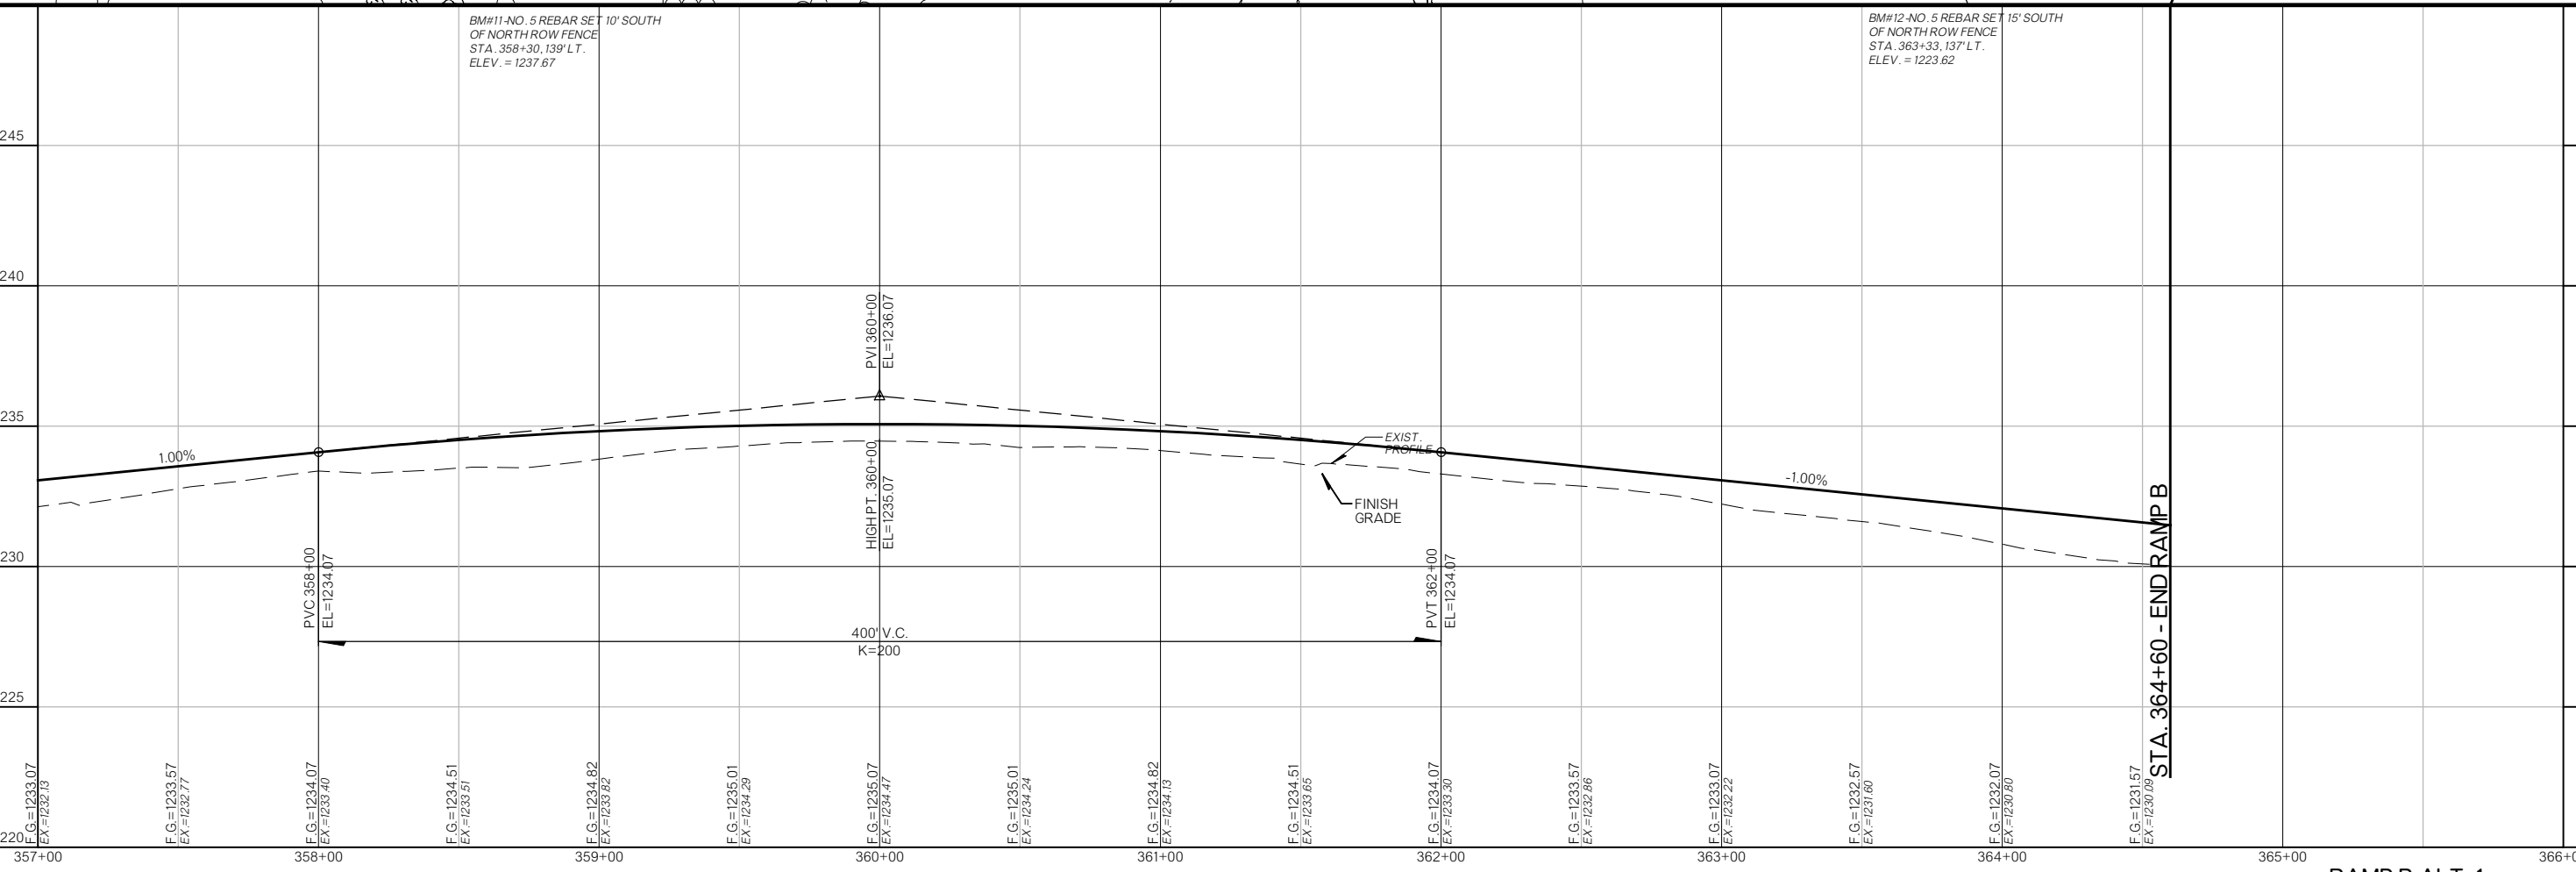 BM#11-NO. 5 REBAR SET 10' SOUTH
OF NORTH ROW FENCE
STA. 358+30, 139' LT.
ELEV. = 1237.67
BM#12-NO. 5 REBAR SET 15' SOUTH
OF NORTH ROW FENCE
STA. 363+33, 137' LT.
ELEV. = 1223.62
245
240
235
230
225
220
PVI 360+00
EL=1236.07
1.00%
HIGH PT. 360+00
EL=1235.07
EXIST.
PROFILE
FINISH
GRADE
-1.00%
PVC 358+00
EL=1234.07
PVT 362+00
EL=1234.07
400' V.C.
K=200
STA. 364+60 - END RAMP B
F.G.=1233.07
EX.=1232.13
F.G.=1233.57
EX.=1232.77
F.G.=1234.07
EX.=1233.40
F.G.=1234.51
EX.=1233.51
F.G.=1234.82
EX.=1233.82
F.G.=1235.01
EX.=1234.29
F.G.=1235.07
EX.=1234.47
F.G.=1235.01
EX.=1234.24
F.G.=1234.82
EX.=1234.13
F.G.=1234.51
EX.=1233.65
F.G.=1234.07
EX.=1233.30
F.G.=1233.57
EX.=1232.86
F.G.=1233.07
EX.=1232.22
F.G.=1232.57
EX.=1231.60
F.G.=1232.07
EX.=1230.80
F.G.=1231.57
EX.=1230.09
357+00
358+00
359+00
360+00
361+00
362+00
363+00
364+00
365+00
366+0